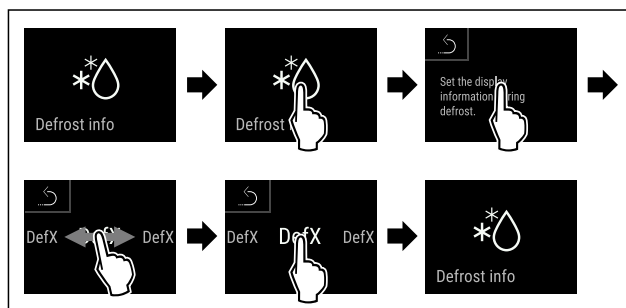 Defrost info
Defrost
Set the display
information
defrost.
DefX
DefX
DefX
DefX
DefX
Defrost info